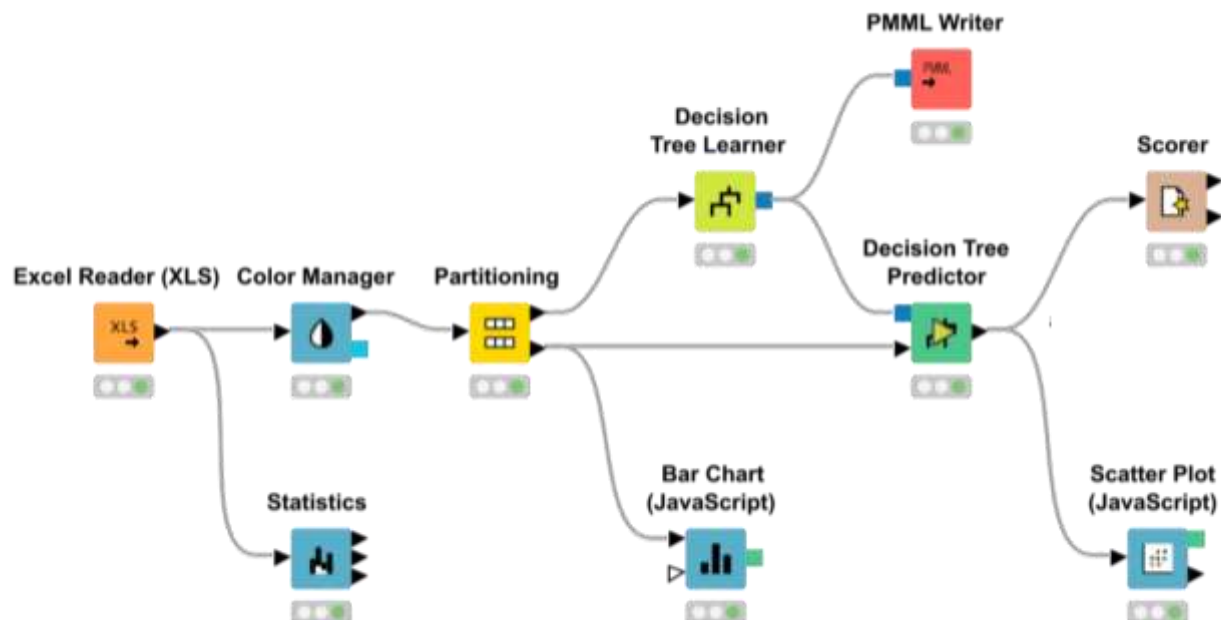 PMML Writer
PMML
Decision
Tree Learner
Scorer
Excel Reader (XLS)
Color Manager
Partitioning
Decision Tree
Predictor
XLS
Statistics
Bar Chart
(JavaScript)
Scatter Plot
(JavaScript)